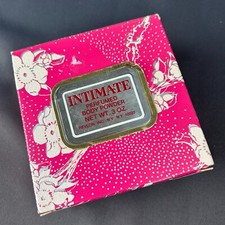 INTIMATE
PERFUMED
BODY POWDER
NET WT. 3 OZ.